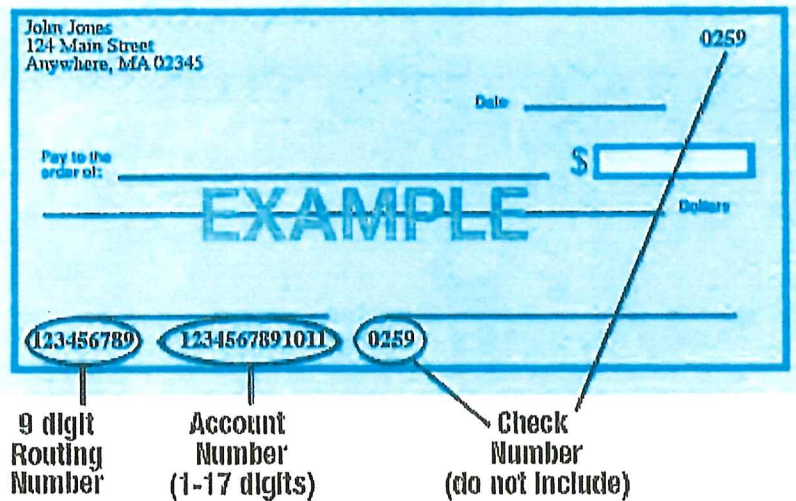 John Jones
124 Main Street
Anywhere, MA 02345
0259
Date
Pay to the
order of:
$
EXAMPLE
Dollars
123456789
1234567891011
0259
9 digit
Routing
Number
Account
Number
(1-17 digits)
Check
Number
(do not include)